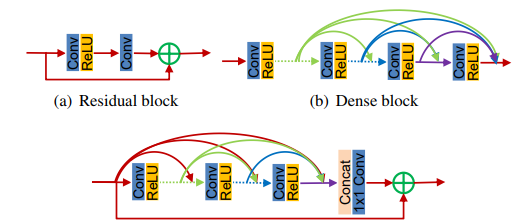 Conv
ReLU
Conv
Conv
ReLU
Conv
ReLU
Conv
ReLU
Conv
ReLU
(a) Residual block
(b) Dense block
Conv
ReLU
Conv
ReLU
Conv
ReLU
Concat
1x1 Conv